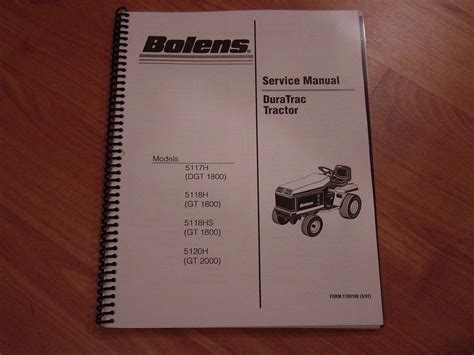 Bolens®
Service Manual
DuraTrac
Tractor
Models
5117H
(DGT 1800)
5118H
(GT 1800)
5118HS
(GT 1800)
5120H
(GT 2000)